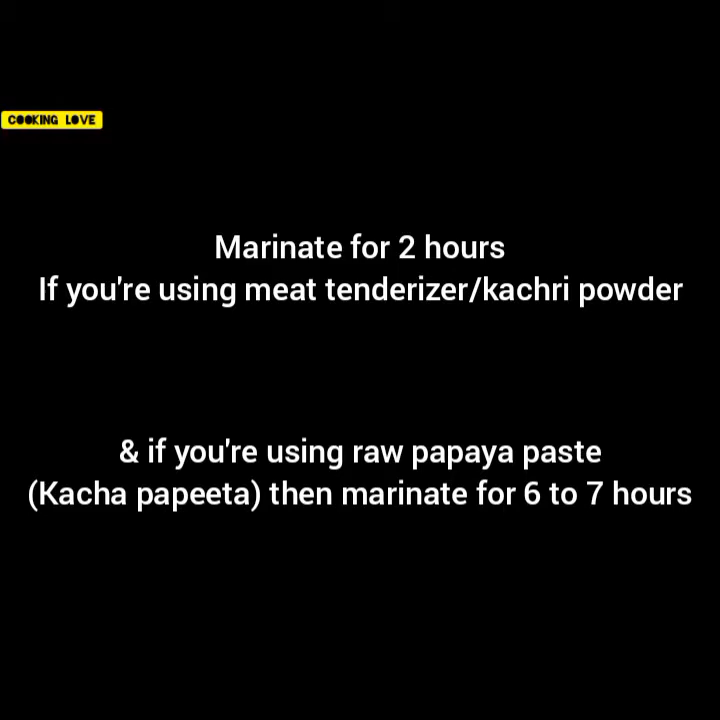 COOKING LOVE
Marinate for 2 hours
If you're using meat tenderizer/kachri powder
& if you're using raw papaya paste
(Kacha papeeta) then marinate for 6 to 7 hours